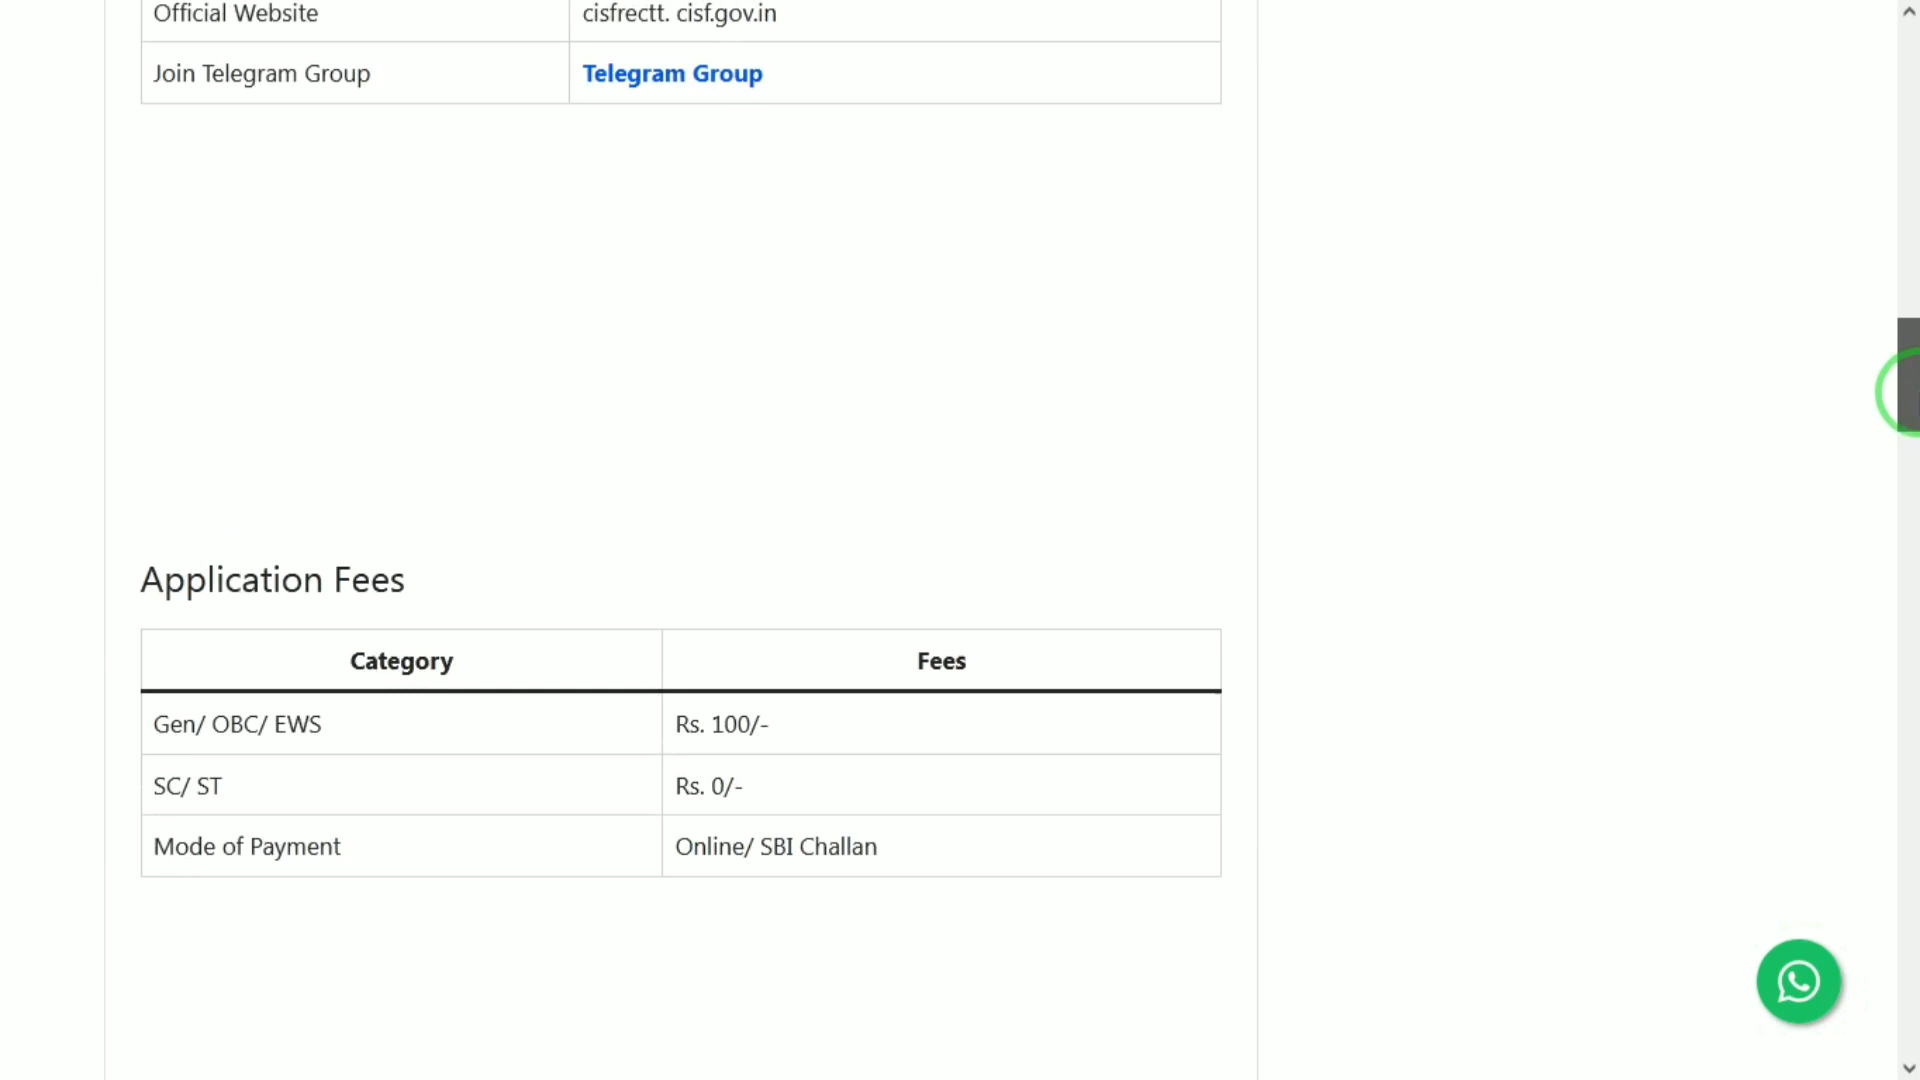 Official Website cisfrectt. cisf.gov.in
Join Telegram Group Telegram Group
Application Fees
Category Fees
Gen/ OBC/ EWS Rs. 100/-
SC/ ST Rs. 0/-
Mode of Payment Online/ SBI Challan